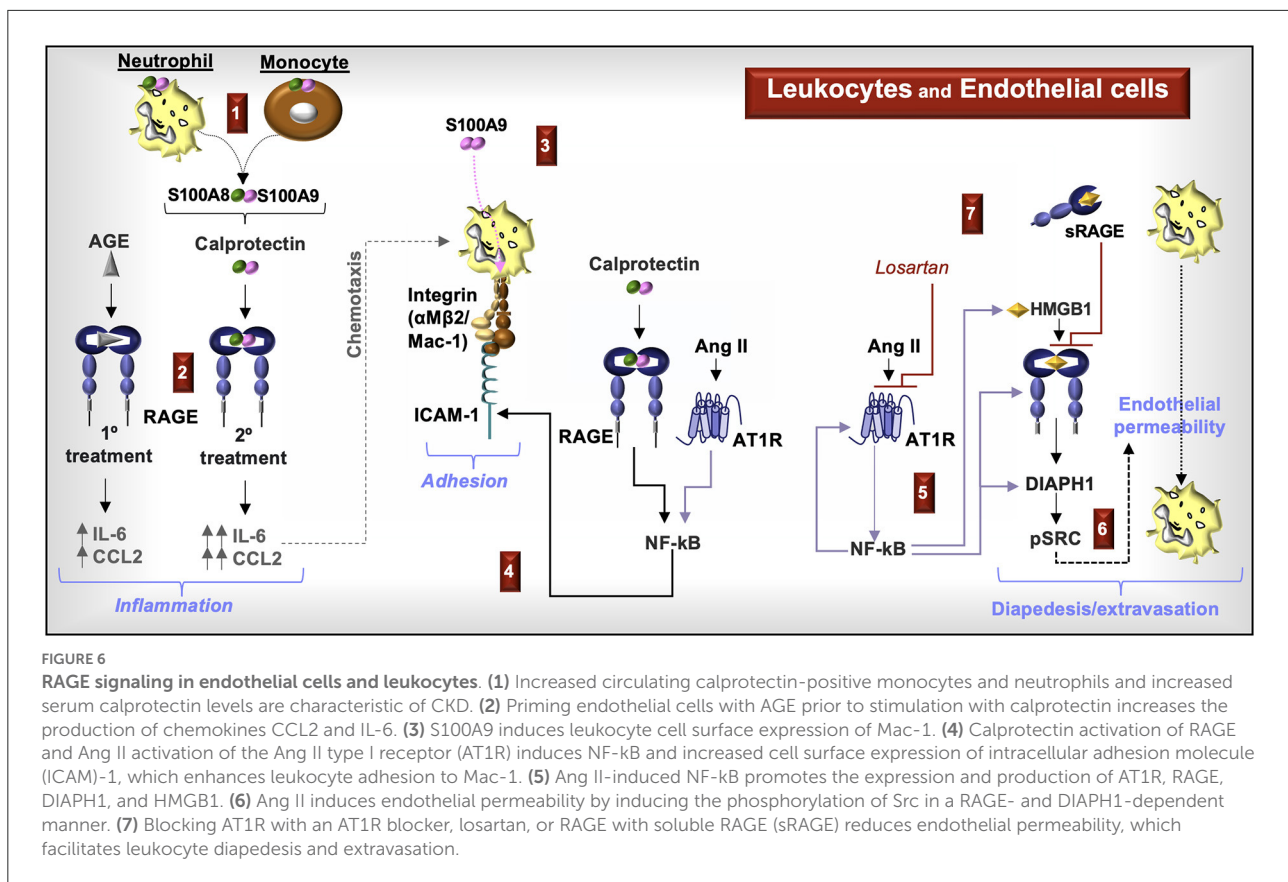 Neutrophil
Monocyte
Leukocytes and Endothelial cells
1
S100A9
3
S100A8
S100A9
7
sRAGE
AGE
Calprotectin
Chemotaxis
Calprotectin
Losartan
Integrin
(αMβ2/
Mac-1)
HMGB1
Ang II
Ang II
2
RAGE
ICAM-1
RAGE
AT1R
AT1R
Endothelial
permeability
1º
treatment
2º
treatment
Adhesion
5
DIAPH1
6
pSRC
IL-6
CCL2
IL-6
CCL2
NF-kB
NF-kB
4
Inflammation
Diapedesis/extravasation
FIGURE 6
RAGE signaling in endothelial cells and leukocytes. (1) Increased circulating calprotectin-positive monocytes and neutrophils and increased
serum calprotectin levels are characteristic of CKD. (2) Priming endothelial cells with AGE prior to stimulation with calprotectin increases the
production of chemokines CCL2 and IL-6. (3) S100A9 induces leukocyte cell surface expression of Mac-1. (4) Calprotectin activation of RAGE
and Ang II activation of the Ang II type I receptor (AT1R) induces NF-kB and increased cell surface expression of intracellular adhesion molecule
(ICAM)-1, which enhances leukocyte adhesion to Mac-1. (5) Ang II-induced NF-kB promotes the expression and production of AT1R, RAGE,
DIAPH1, and HMGB1. (6) Ang II induces endothelial permeability by inducing the phosphorylation of Src in a RAGE- and DIAPH1-dependent
manner. (7) Blocking AT1R with an AT1R blocker, losartan, or RAGE with soluble RAGE (sRAGE) reduces endothelial permeability, which
facilitates leukocyte diapedesis and extravasation.